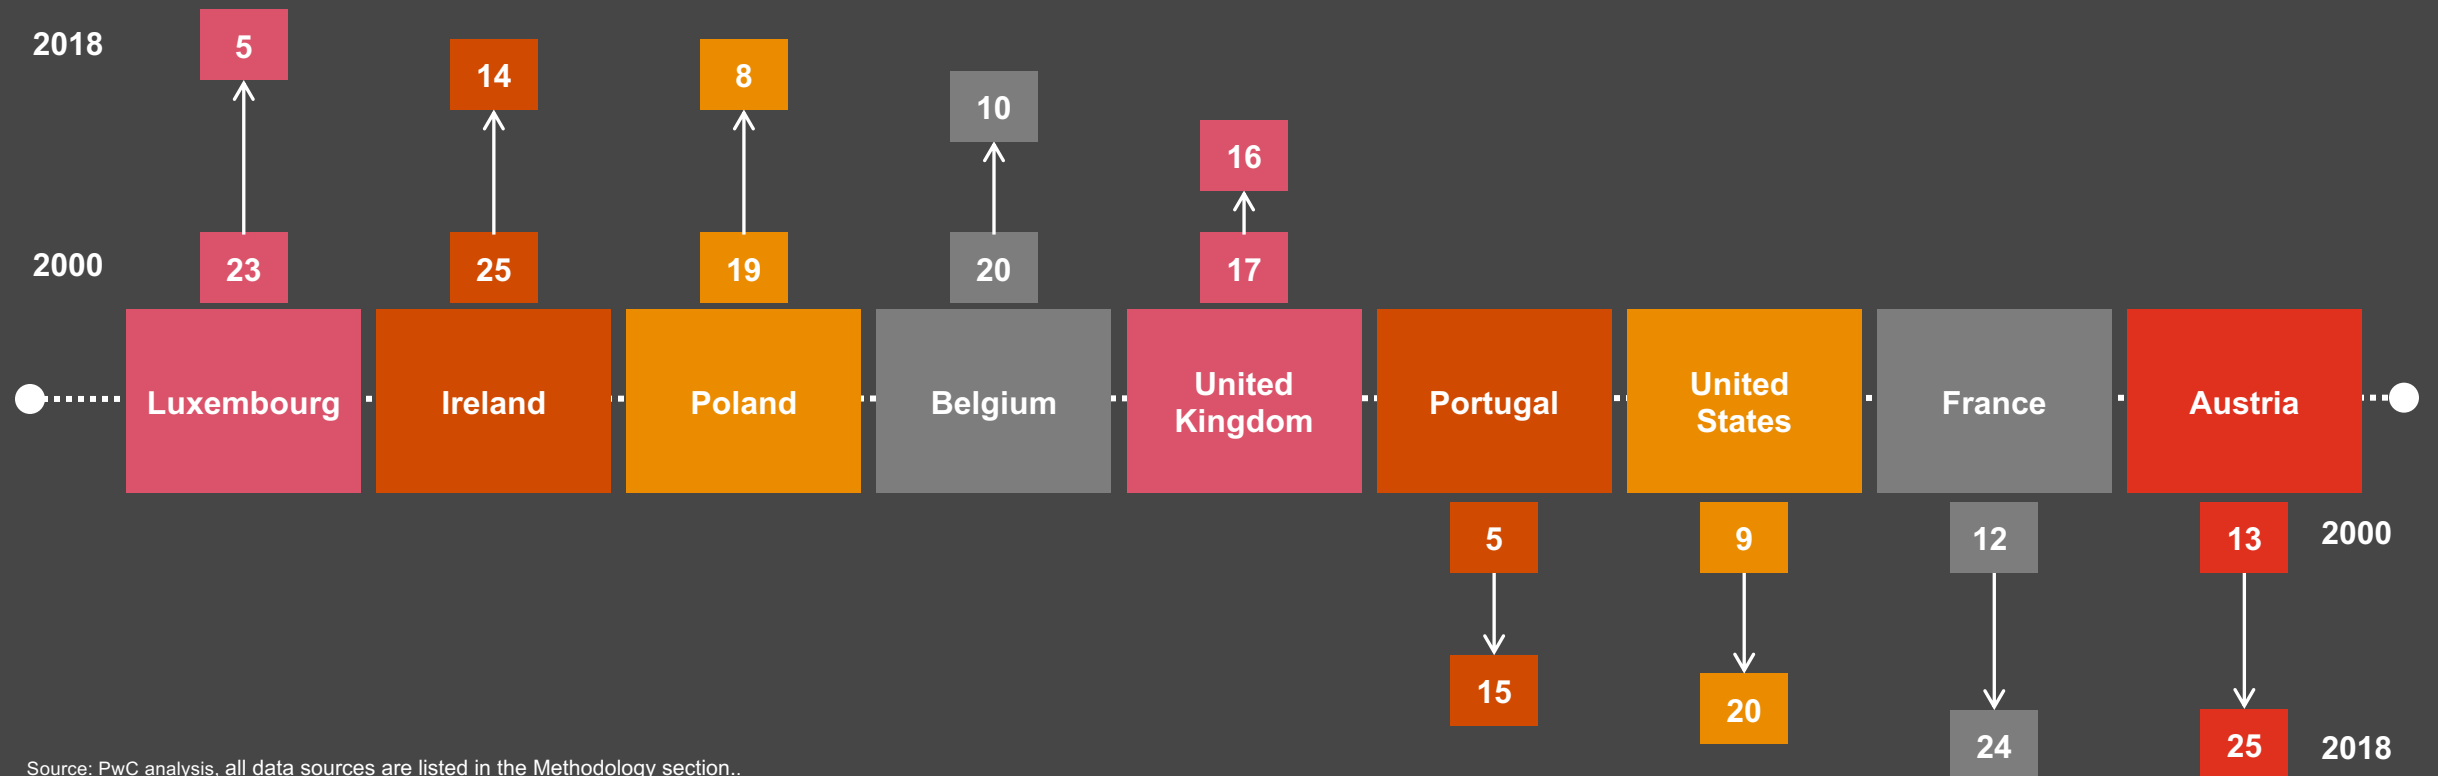 2018
5
14
8
10
16
2000
23
25
19
20
17
Luxembourg
Ireland
Poland
Belgium
United
Kingdom
Portugal
United
States
France
Austria
5
9
12
13
2000
15
20
24
25
2018
Source: PwC analysis, all data sources are listed in the Methodology section..